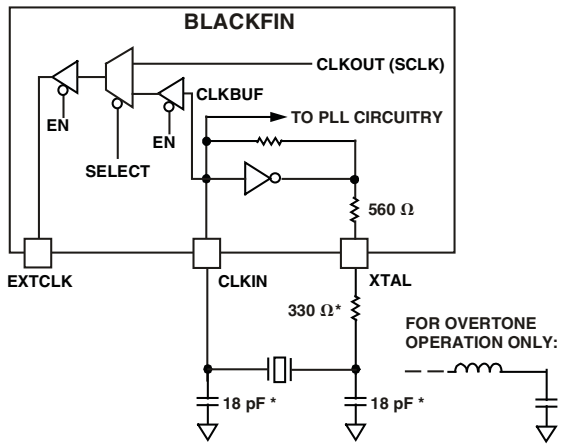 BLACKFIN
CLKOUT (SCLK)
CLKBUF
TO PLL CIRCUITRY
EN
EN
SELECT
560 Ω
EXTCLK
CLKIN
XTAL
330 Ω*
FOR OVERTONE
OPERATION ONLY:
18 pF *
18 pF *